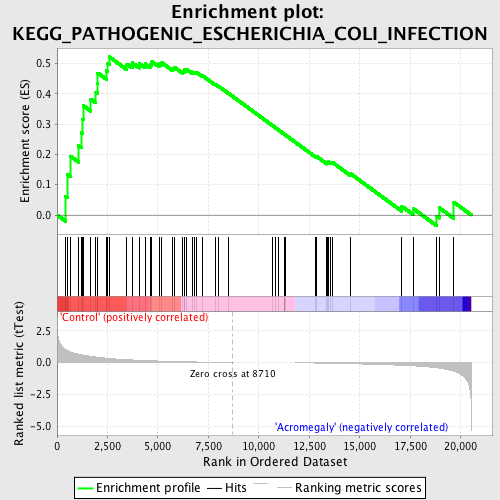 Enrichment plot:
KEGG_PATHOGENIC_ESCHERICHIA_COLI_INFECTION
Enrichment score (ES)
0.5
0.4
0.3
0.2
0.1
0.0
'Control' (positively correlated)
Ranked list metric (tTest)
2.5
0.0
-2.5
-5.0
Zero cross at 8710
'Acromegaly' (negatively correlated)
0 2,500 5,000 7,500 10,000 12,500 15,000 17,500 20,000
Rank in Ordered Dataset
Enrichment profile Hits Ranking metric scores